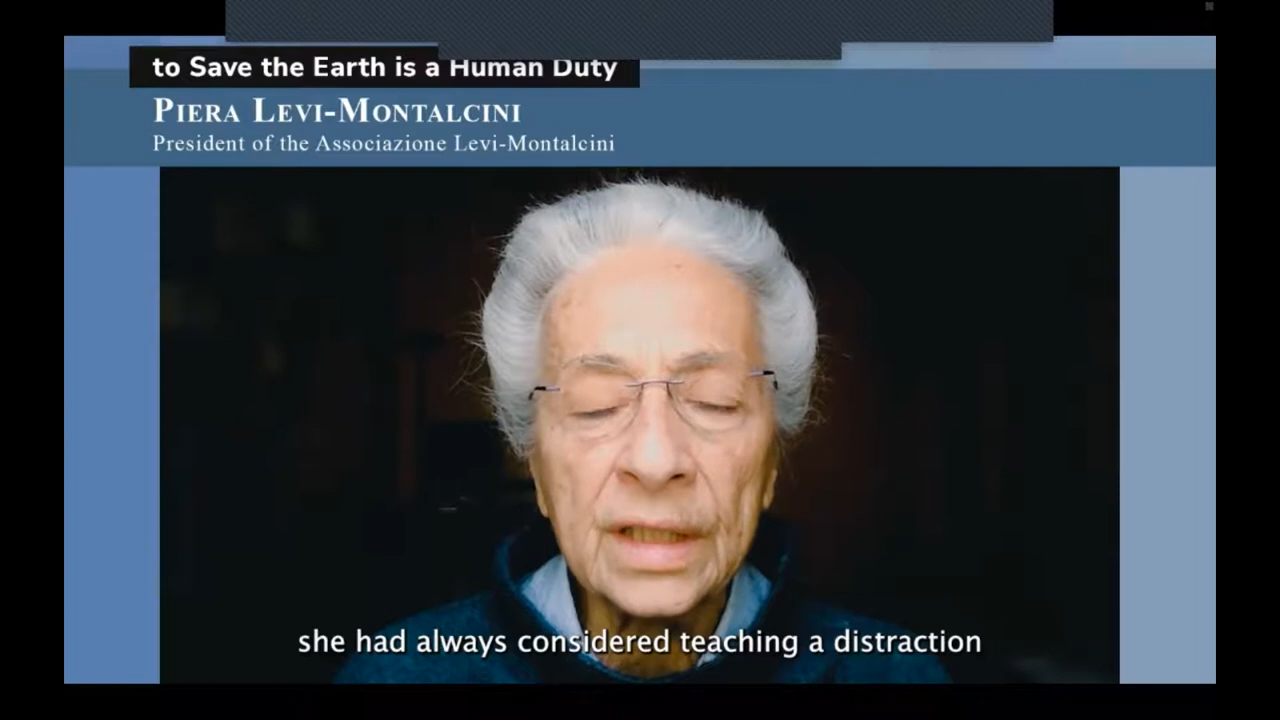 to Save the Earth is a Human Duty
Piera Levi-Montalcini
President of the Associazione Levi-Montalcini
she had always considered teaching a distraction